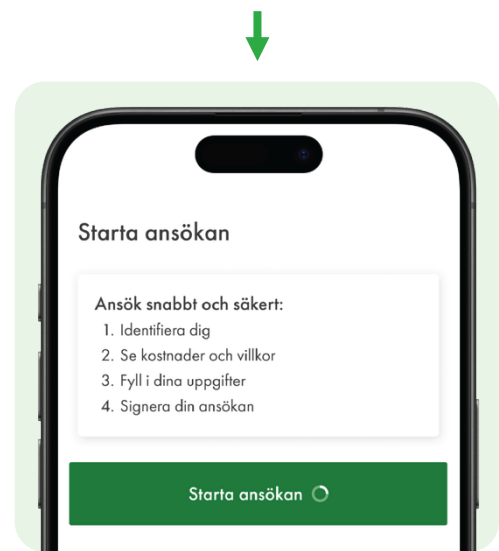 Starta ansökan
Ansök snabbt och säkert:
1. Identifiera dig
2. Se kostnader och villkor
3. Fyll i dina uppgifter
4. Signera din ansökan
Starta ansökan